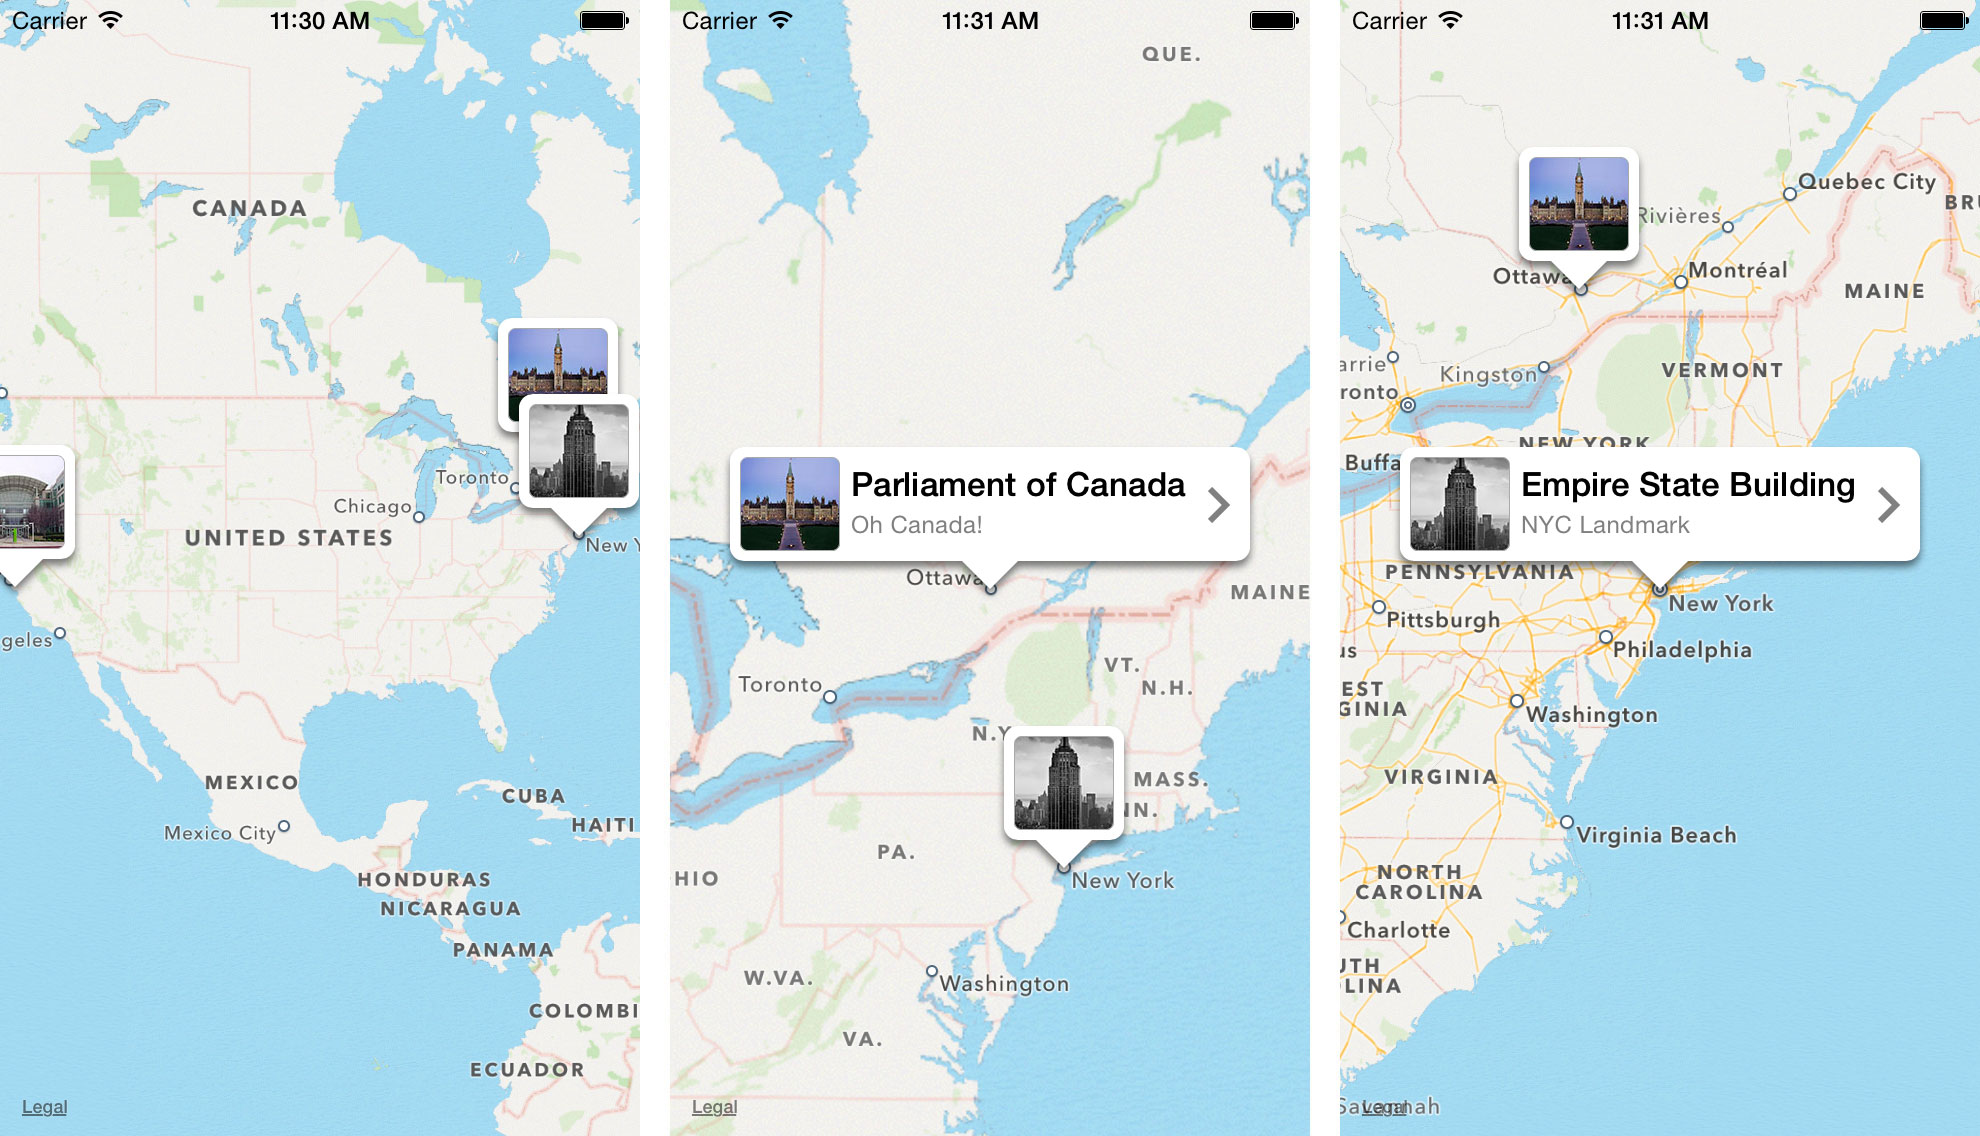 Carrier 11:30 AM
CANADA
Toronto
Chicago
UNITED STATES
New Y
geles
MEXICO
CUBA
Mexico City
HAITI
HONDURAS
NICARAGUA
PANAMA
COLOMBI
ECUADOR
Legal
Carrier 11:31 AM
QUE.
Parliament of Canada
Oh Canada!
Ottawa
MAINE
VT.
Toronto
N.H.
N.Y
MASS.
NN.
PA.
HIO
New York
W.VA.
Washington
VA.
Legal
Carrier 11:31 AM
Quebec City
BRU
Rivières
Montréal
Ottawa
MAINE
arrie
Kingston
VERMONT
ronto
NEW YORK
Buffa
Empire State Building
NYC Landmark
PENNSYLVANIA
New York
Pittsburgh
Philadelphia
us
EST
GINIA
Washington
VIRGINIA
Virginia Beach
NORTH
CAROLINA
Charlotte
UTH
LINA
Savannah
Legal